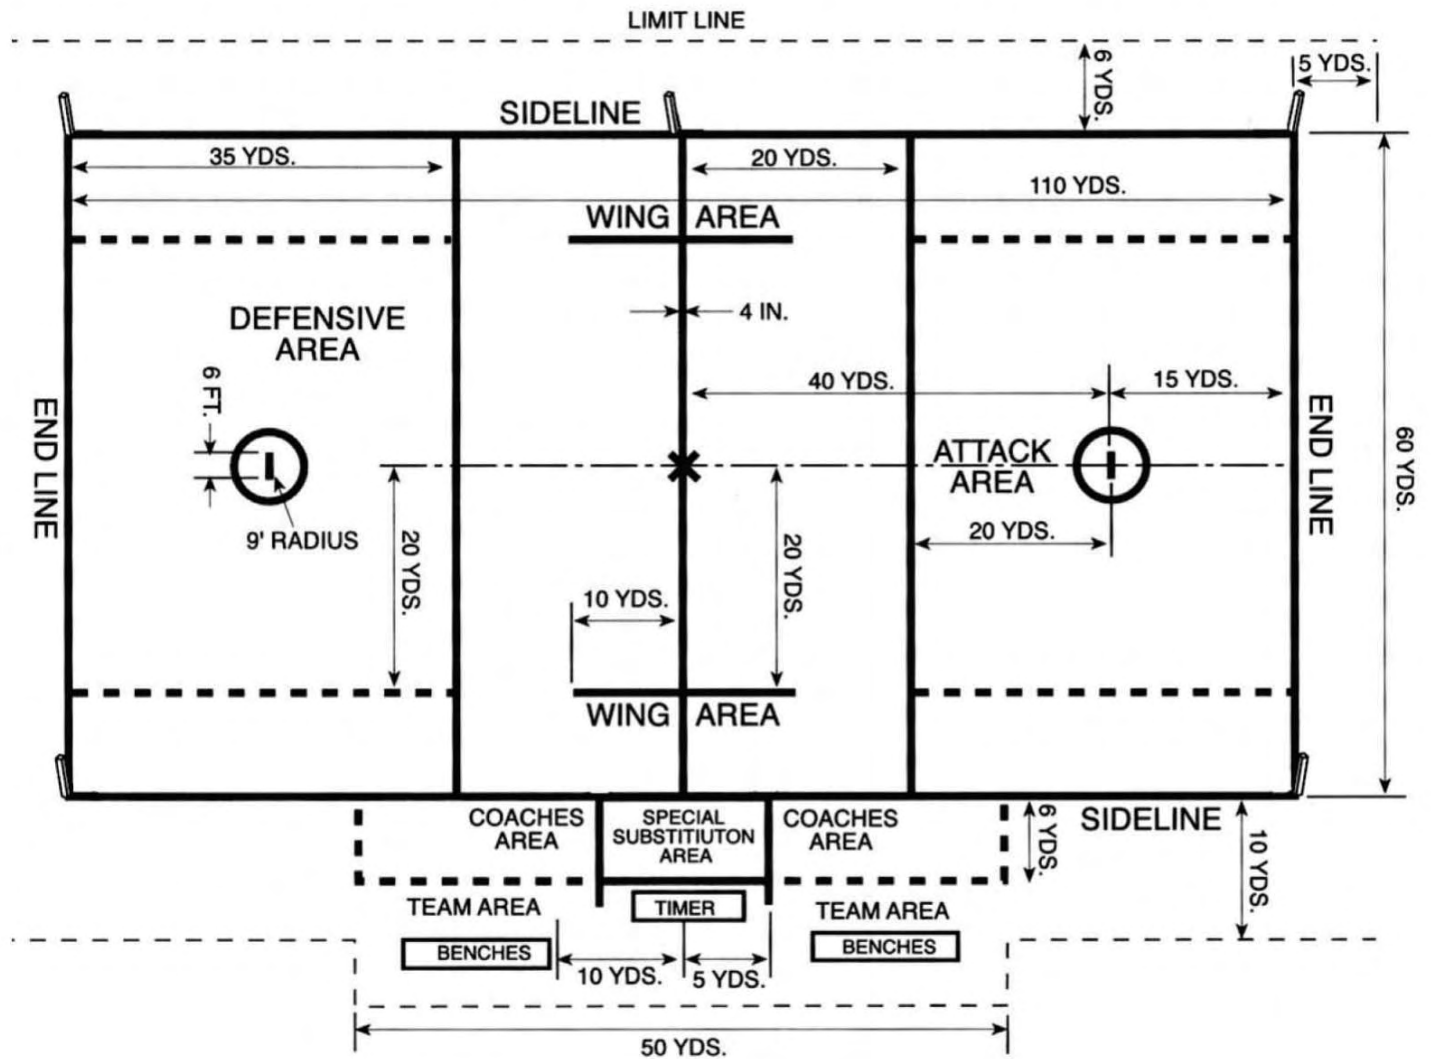 LIMIT LINE
6 YDS.
5 YDS.
SIDELINE
35 YDS.
20 YDS.
110 YDS.
WING AREA
4 IN.
DEFENSIVE
AREA
6 FT.
40 YDS.
15 YDS.
END LINE
ATTACK
AREA
END LINE
60 YDS.
9' RADIUS
20 YDS.
20 YDS.
20 YDS.
10 YDS.
WING AREA
COACHES
AREA
SPECIAL
SUBSTITIUTON
AREA
COACHES
AREA
6 YDS.
SIDELINE
10 YDS.
TEAM AREA
TIMER
TEAM AREA
BENCHES
BENCHES
10 YDS.
5 YDS.
50 YDS.